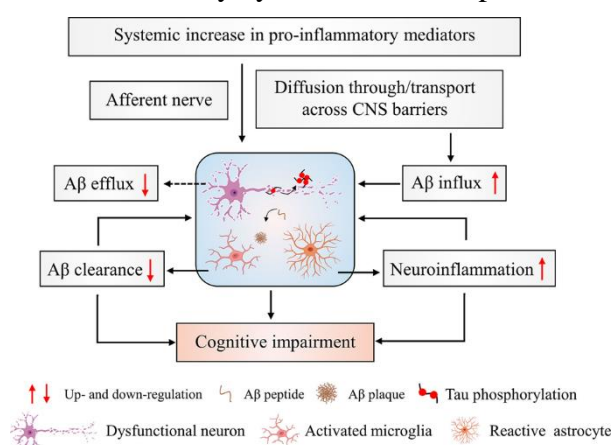 Systemic increase in pro-inflammatory mediators
Afferent nerve
Diffusion through/transport
across CNS barriers
Aβ efflux
Aβ influx
Aβ clearance
Neuroinflammation
Cognitive impairment
Up- and down-regulation
Aβ peptide
Aβ plaque
Tau phosphorylation
Dysfunctional neuron
Activated microglia
Reactive astrocyte